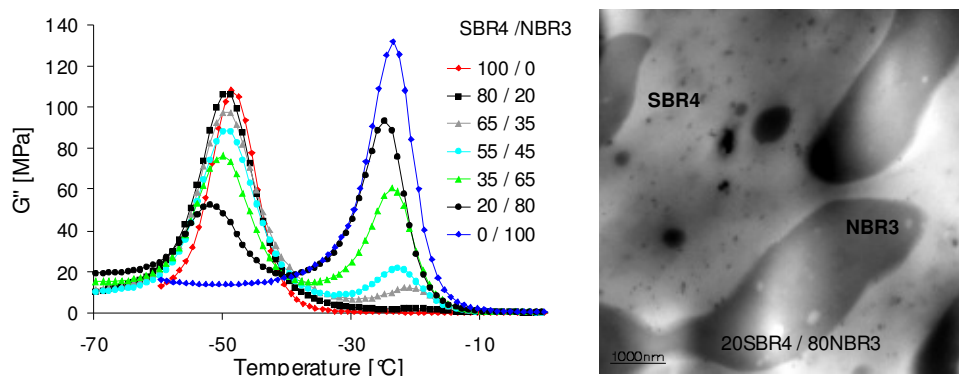 140
120
100
80
60
40
20
0
G" [MPa]
-70
-50
-30
-10
Temperature [°C]
SBR4 /NBR3
100 / 0
80 / 20
65 / 35
55 / 45
35 / 65
20 / 80
0 / 100
SBR4
NBR3
20SBR4 / 80NBR3
1000nm